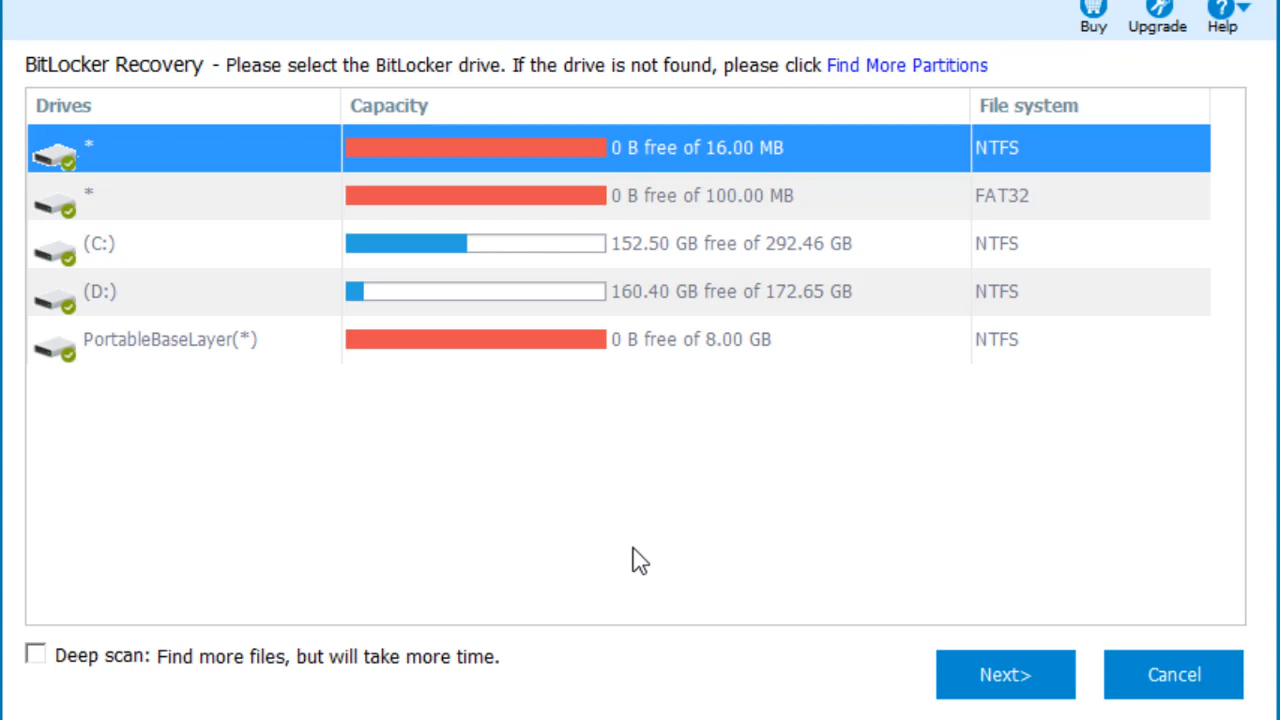 Buy Upgrade Help
BitLocker Recovery - Please select the BitLocker drive. If the drive is not found, please click Find More Partitions
Drives Capacity File system
* 0 B free of 16.00 MB NTFS
* 0 B free of 100.00 MB FAT32
(C:) 152.50 GB free of 292.46 GB NTFS
(D:) 160.40 GB free of 172.65 GB NTFS
PortableBaseLayer(*) 0 B free of 8.00 GB NTFS
Deep scan: Find more files, but will take more time.
Next> Cancel